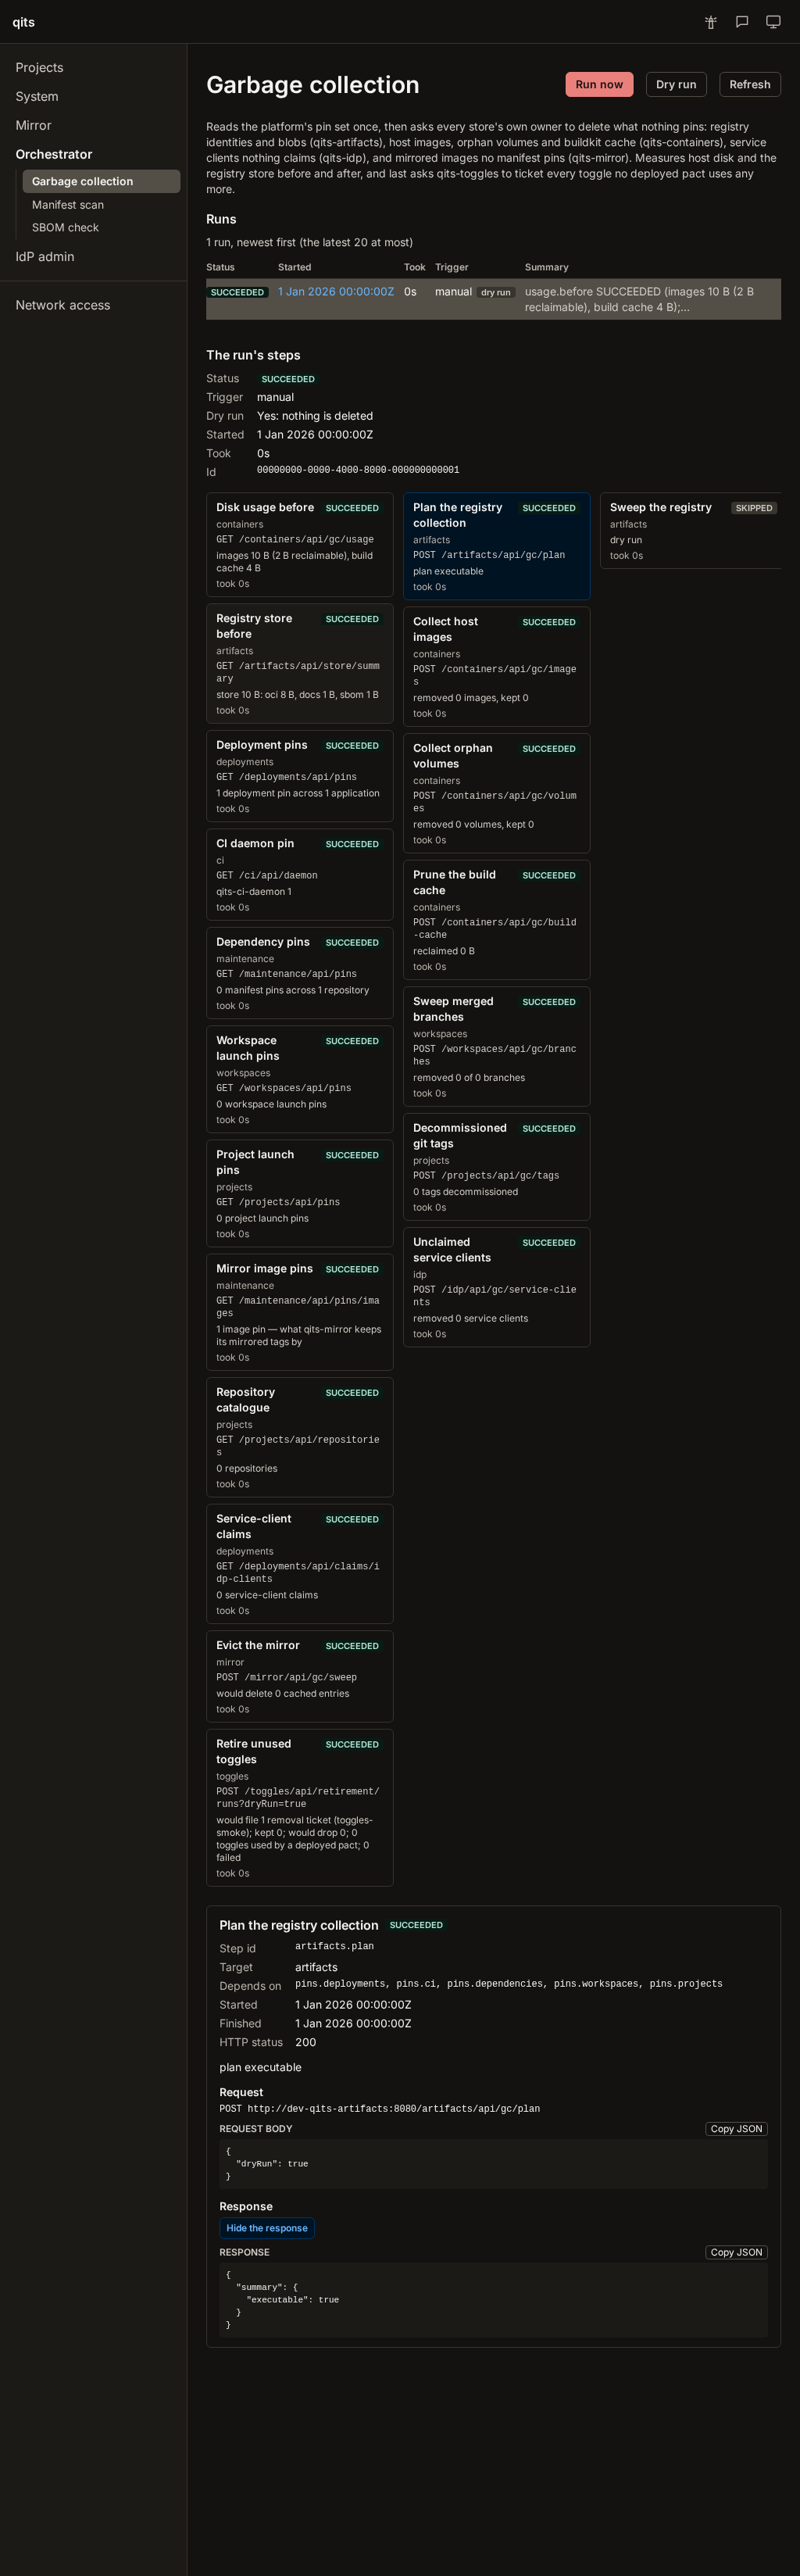 qits
Projects
System
Mirror
Orchestrator
Garbage collection
Manifest scan
SBOM check
IdP admin
Network access
Garbage collection
Run now
Dry run
Refresh
Reads the platform's pin set once, then asks every store's own owner to delete what nothing pins: registry
identities and blobs (qits-artifacts), host images, orphan volumes and buildkit cache (qits-containers), service
clients nothing claims (qits-idp), and mirrored images no manifest pins (qits-mirror). Measures host disk and the
registry store before and after, and last asks qits-toggles to ticket every toggle no deployed pact uses any
more.
Runs
1 run, newest first (the latest 20 at most)
Status Started Took Trigger Summary
SUCCEEDED 1 Jan 2026 00:00:00Z 0s manual dry run usage.before SUCCEEDED (images 10 B (2 B
reclaimable), build cache 4 B);...
The run's steps
Status SUCCEEDED
Trigger manual
Dry run Yes: nothing is deleted
Started 1 Jan 2026 00:00:00Z
Took 0s
Id 00000000-0000-4000-8000-000000000001
Disk usage before SUCCEEDED
containers
GET /containers/api/gc/usage
images 10 B (2 B reclaimable), build
cache 4 B
took 0s
Registry store
before
SUCCEEDED
artifacts
GET /artifacts/api/store/summ
ary
store 10 B: oci 8 B, docs 1 B, sbom 1 B
took 0s
Deployment pins SUCCEEDED
deployments
GET /deployments/api/pins
1 deployment pin across 1 application
took 0s
CI daemon pin SUCCEEDED
ci
GET /ci/api/daemon
qits-ci-daemon 1
took 0s
Dependency pins SUCCEEDED
maintenance
GET /maintenance/api/pins
0 manifest pins across 1 repository
took 0s
Workspace
launch pins
SUCCEEDED
workspaces
GET /workspaces/api/pins
0 workspace launch pins
took 0s
Project launch
pins
SUCCEEDED
projects
GET /projects/api/pins
0 project launch pins
took 0s
Mirror image pins SUCCEEDED
maintenance
GET /maintenance/api/pins/ima
ges
1 image pin — what qits-mirror keeps
its mirrored tags by
took 0s
Repository
catalogue
SUCCEEDED
projects
GET /projects/api/repositorie
s
0 repositories
took 0s
Service-client
claims
SUCCEEDED
deployments
GET /deployments/api/claims/i
dp-clients
0 service-client claims
took 0s
Evict the mirror SUCCEEDED
mirror
POST /mirror/api/gc/sweep
would delete 0 cached entries
took 0s
Retire unused
toggles
SUCCEEDED
toggles
POST /toggles/api/retirement/
runs?dryRun=true
would file 1 removal ticket (toggles-
smoke); kept 0; would drop 0; 0
toggles used by a deployed pact; 0
failed
took 0s
Plan the registry
collection
SUCCEEDED
artifacts
POST /artifacts/api/gc/plan
plan executable
took 0s
Collect host
images
SUCCEEDED
containers
POST /containers/api/gc/image
s
removed 0 images, kept 0
took 0s
Collect orphan
volumes
SUCCEEDED
containers
POST /containers/api/gc/volum
es
removed 0 volumes, kept 0
took 0s
Prune the build
cache
SUCCEEDED
containers
POST /containers/api/gc/build
-cache
reclaimed 0 B
took 0s
Sweep merged
branches
SUCCEEDED
workspaces
POST /workspaces/api/gc/branc
hes
removed 0 of 0 branches
took 0s
Decommissioned
git tags
SUCCEEDED
projects
POST /projects/api/gc/tags
0 tags decommissioned
took 0s
Unclaimed
service clients
SUCCEEDED
idp
POST /idp/api/gc/service-clie
nts
removed 0 service clients
took 0s
Sweep the registry SKIPPED
artifacts
dry run
took 0s
Plan the registry collection SUCCEEDED
Step id artifacts.plan
Target artifacts
Depends on pins.deployments, pins.ci, pins.dependencies, pins.workspaces, pins.projects
Started 1 Jan 2026 00:00:00Z
Finished 1 Jan 2026 00:00:00Z
HTTP status 200
plan executable
Request
POST http://dev-qits-artifacts:8080/artifacts/api/gc/plan
REQUEST BODY Copy JSON
{
"dryRun": true
}
Response
Hide the response
RESPONSE Copy JSON
{
"summary": {
"executable": true
}
}